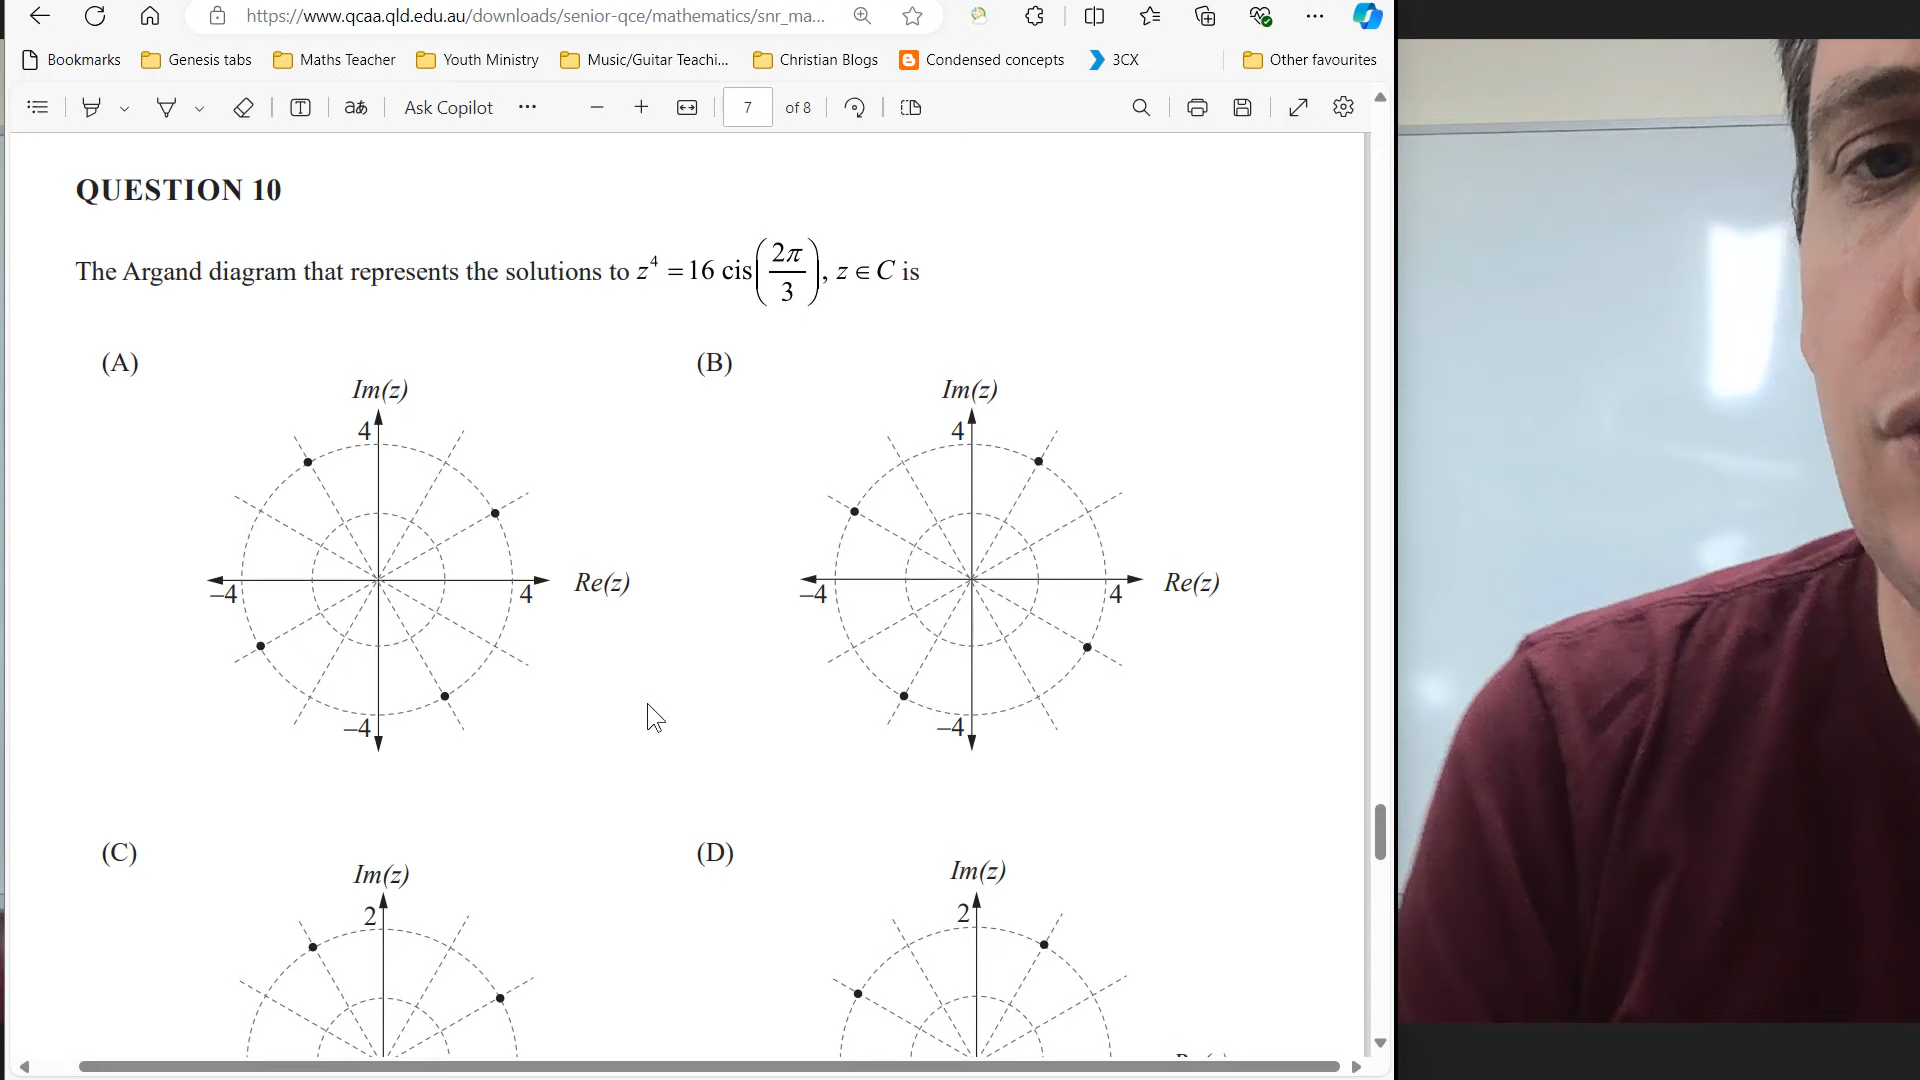 https://www.qcaa.qld.edu.au/downloads/senior-qce/mathematics/snr_ma...
Bookmarks Genesis tabs Maths Teacher Youth Ministry Music/Guitar Teachi... Christian Blogs Condensed concepts 3CX Other favourites
aあ Ask Copilot 7 of 8
QUESTION 10
The Argand diagram that represents the solutions to z⁴ = 16 cis(2π/3), z ∈ C is
(A) (B)
Im(z) Im(z)
4 4
–4 4 Re(z) –4 4 Re(z)
–4 –4
(C) (D)
Im(z) Im(z)
2 2